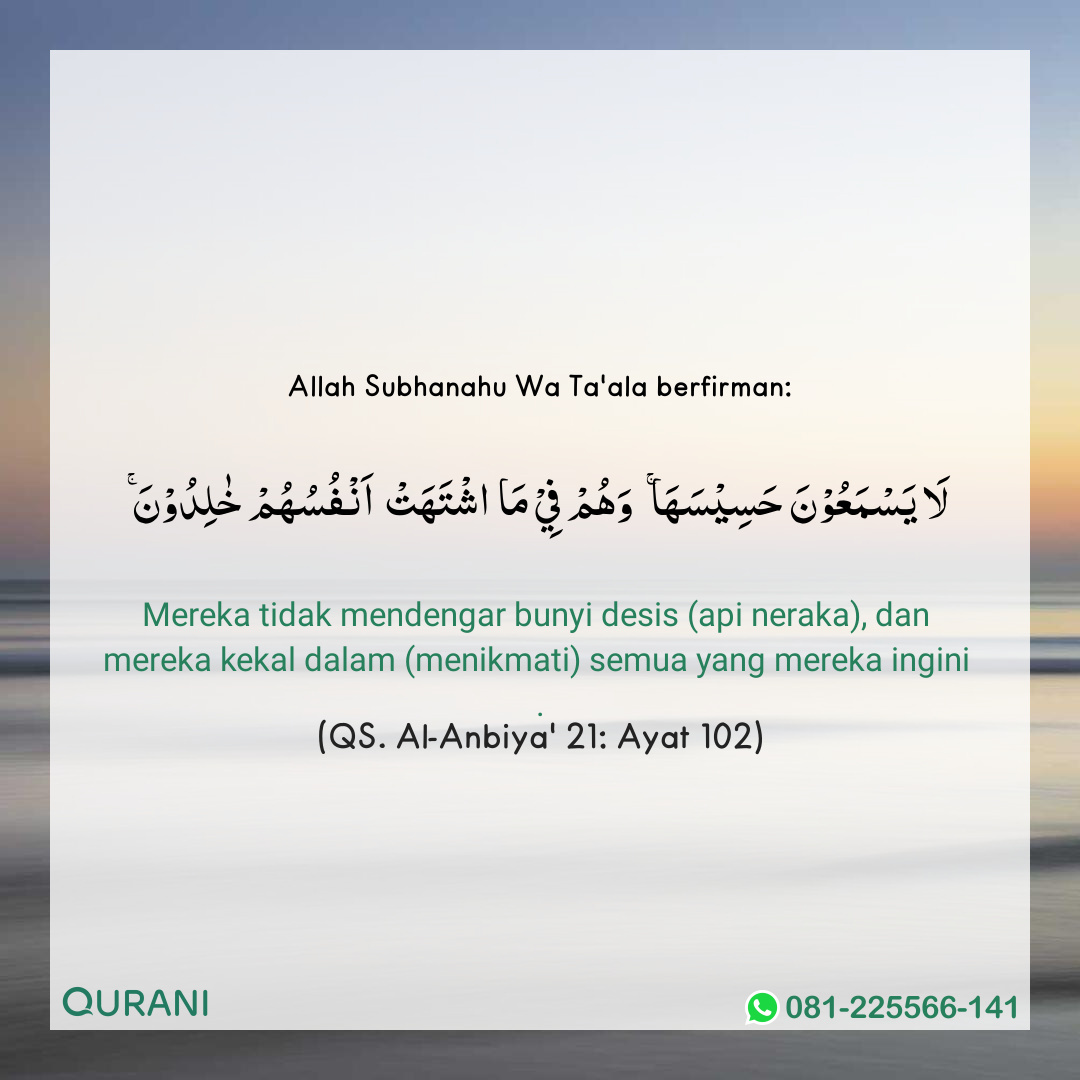 Allah Subhanahu Wa Ta'ala berfirman:
لَا يَسْمَعُوْنَ حَسِيْسَهَا ۚ وَهُمْ فِيْ مَا اشْتَهَتْ اَنْفُسُهُمْ خٰلِدُوْنَ ۚ
Mereka tidak mendengar bunyi desis (api neraka), dan
mereka kekal dalam (menikmati) semua yang mereka ingini
.
(QS. Al-Anbiya' 21: Ayat 102)
QURANI
081-225566-141